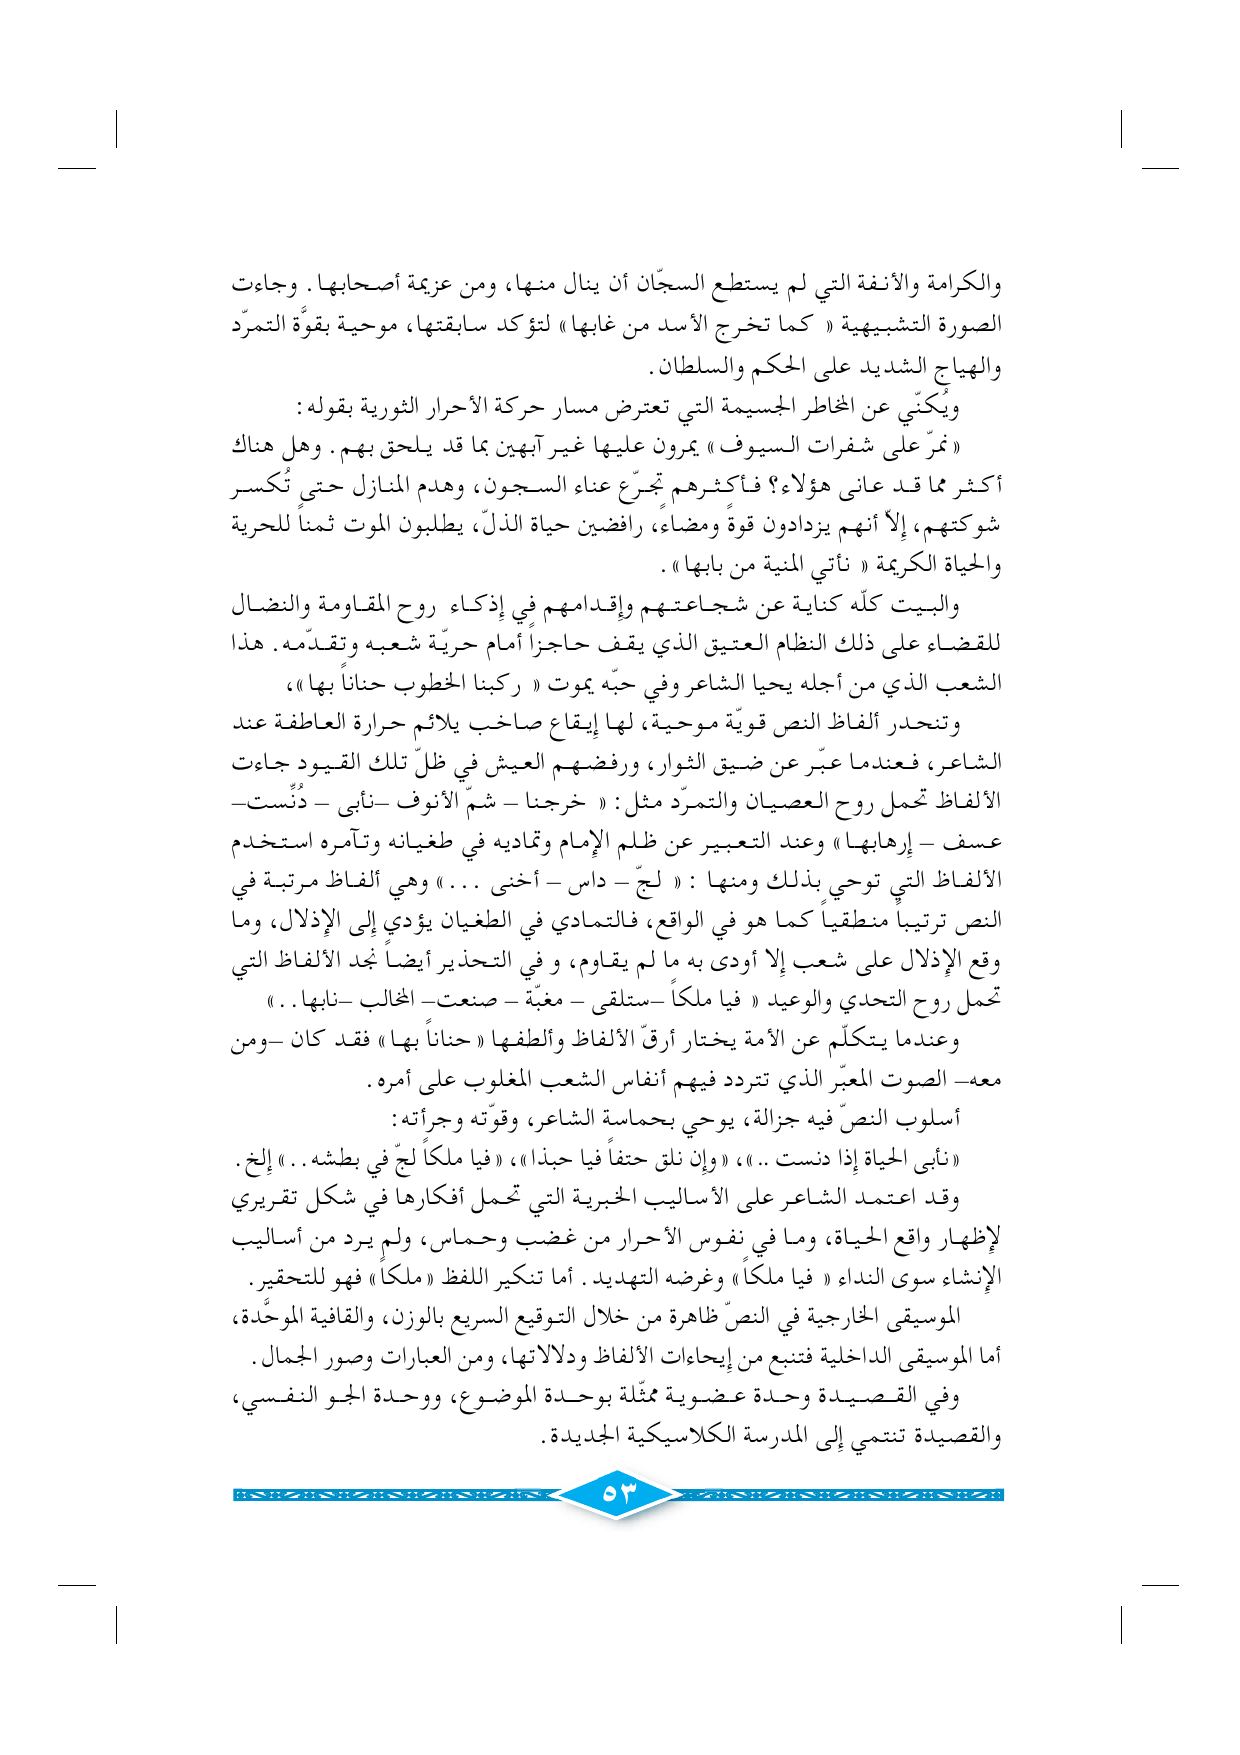 والكرامة والأنفة التي لم يستطع السجّان أن ينال منها، ومن عزيمة أصحابها. وجاءت
الصورة التشبيهية « كما تخرج الأسد من غابها» لتؤكد سابقتها، موحية بقوَّة التمرّد
والهياج الشديد على الحكم والسلطان.
ويُكنّي عن المخاطر الجسيمة التي تعترض مسار حركة الأحرار الثورية بقوله:
«نمرّ على شفرات السيوف» يمرون عليها غير آبهين بما قد يلحق بهم. وهل هناك
أكثر مما قد عانى هؤلاء؟ فأكثرهم تجرّع عناء السجون، وهدم المنازل حتى تُكسر
شوكتهم، إلاّ أنهم يزدادون قوةً ومضاءً، رافضين حياة الذلّ، يطلبون الموت ثمناً للحرية
والحياة الكريمة « نأتي المنية من بابها».
والبيت كلّه كناية عن شجاعتهم وإقدامهم في إذكاء روح المقاومة والنضال
للقضاء على ذلك النظام العتيق الذي يقف حاجزاً أمام حريّة شعبه وتقدّمه. هذا
الشعب الذي من أجله يحيا الشاعر وفي حبّه يموت « ركبنا الخطوب حناناً بها»،
وتنحدر ألفاظ النص قويّة موحية، لها إيقاع صاخب يلائم حرارة العاطفة عند
الشاعر، فعندما عبّر عن ضيق الثوار، ورفضهم العيش في ظلّ تلك القيود جاءت
الألفاظ تحمل روح العصيان والتمرّد مثل: « خرجنا – شمّ الأنوف –نأبى – دُنِّست–
عسف – إرهابها» وعند التعبير عن ظلم الإمام وتماديه في طغيانه وتآمره استخدم
الألفاظ التي توحي بذلك ومنها : « لجّ – داس – أخنى ...» وهي ألفاظ مرتبة في
النص ترتيباً منطقياً كما هو في الواقع، فالتمادي في الطغيان يؤدي إلى الإذلال، وما
وقع الإذلال على شعب إلا أودى به ما لم يقاوم، و في التحذير أيضاً نجد الألفاظ التي
تحمل روح التحدي والوعيد « فيا ملكاً –ستلقى – مغبّة – صنعت– المخالب –نابها..»
وعندما يتكلّم عن الأمة يختار أرقّ الألفاظ وألطفها «حناناً بها» فقد كان –ومن
معه– الصوت المعبّر الذي تتردد فيهم أنفاس الشعب المغلوب على أمره.
أسلوب النصّ فيه جزالة، يوحي بحماسة الشاعر، وقوّته وجرأته:
«نأبى الحياة إذا دنست ..»، «وإن نلق حتفاً فيا حبذا»، «فيا ملكاً لجّ في بطشه..» إلخ.
وقد اعتمد الشاعر على الأساليب الخبرية التي تحمل أفكارها في شكل تقريري
لإظهار واقع الحياة، وما في نفوس الأحرار من غضب وحماس، ولم يرد من أساليب
الإنشاء سوى النداء « فيا ملكاً» وغرضه التهديد. أما تنكير اللفظ «ملكاً» فهو للتحقير.
الموسيقى الخارجية في النصّ ظاهرة من خلال التوقيع السريع بالوزن، والقافية الموحَّدة،
أما الموسيقى الداخلية فتنبع من إيحاءات الألفاظ ودلالاتها، ومن العبارات وصور الجمال.
وفي القصيدة وحدة عضوية ممثّلة بوحدة الموضوع، ووحدة الجو النفسي،
والقصيدة تنتمي إلى المدرسة الكلاسيكية الجديدة.
٥٣